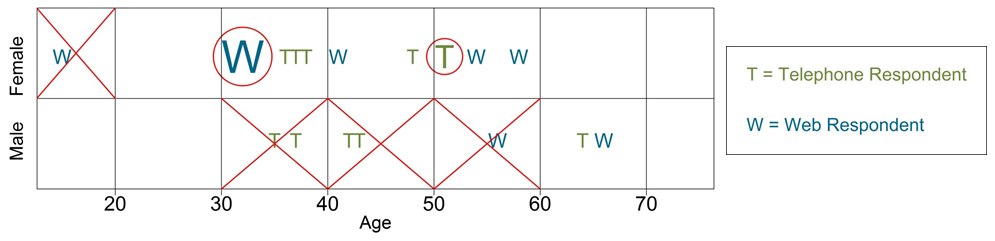 Female
W W TTT W T T W W
T = Telephone Respondent
W = Web Respondent
Male
T T TT W T W
20 30 40 50 60 70
Age